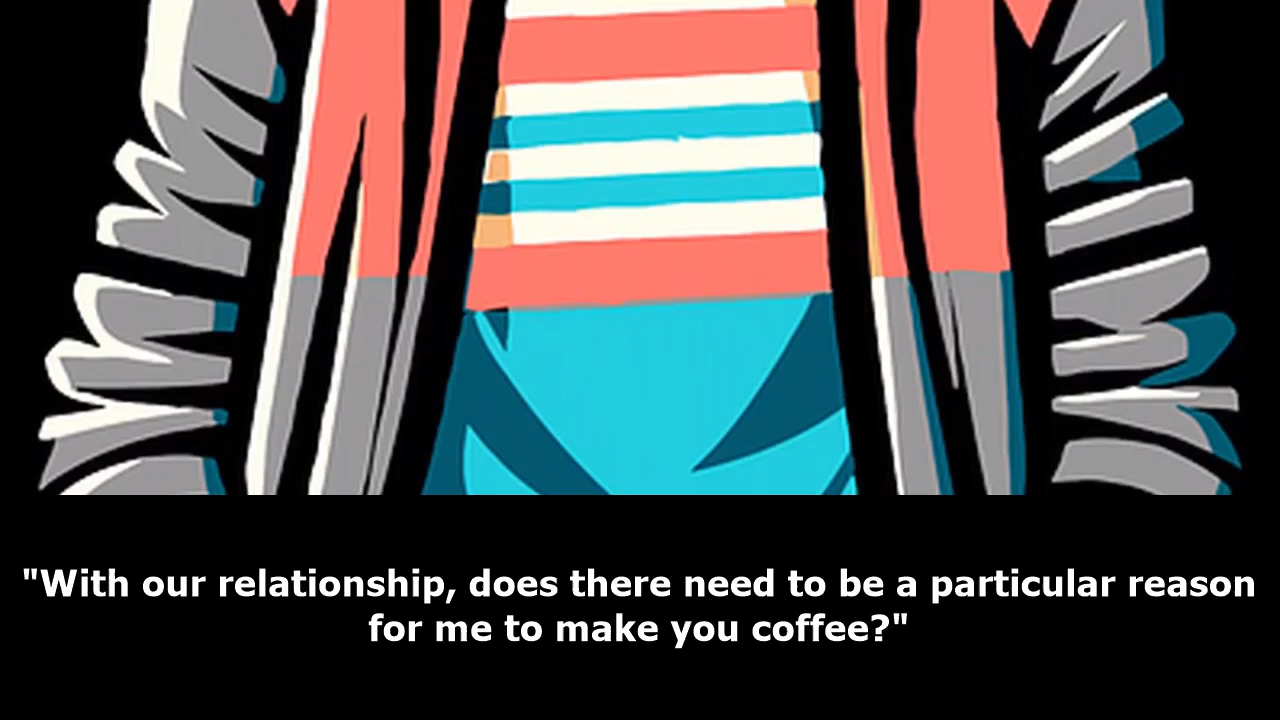 "With our relationship, does there need to be a particular reason
for me to make you coffee?"